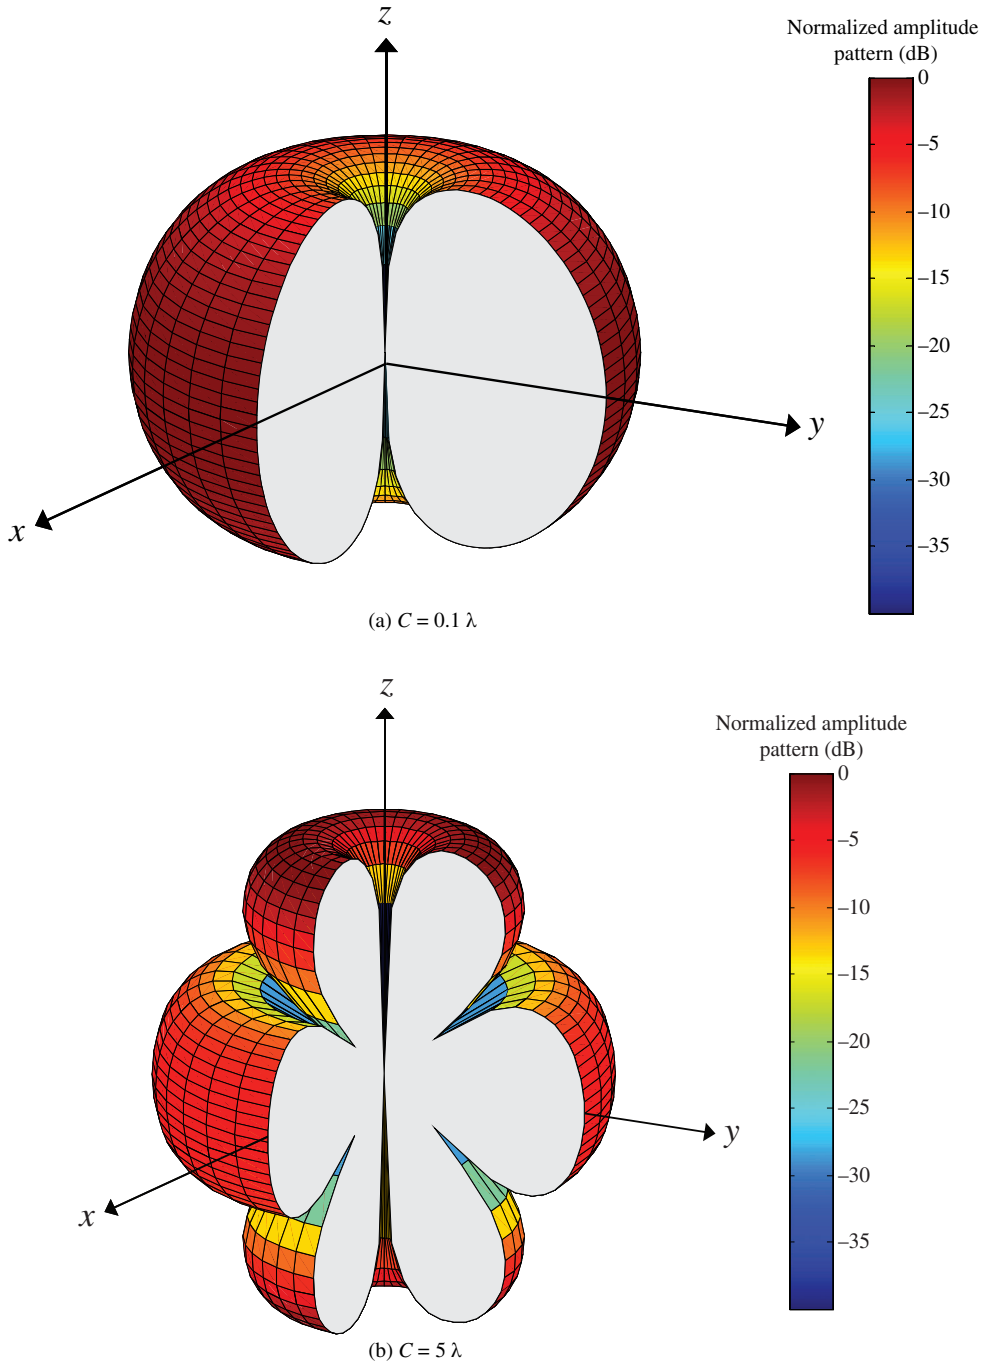 z
Normalized amplitude
pattern (dB)
0
–5
–10
–15
–20
–25
–30
–35
y
x
(a) C = 0.1 λ
z
Normalized amplitude
pattern (dB)
0
–5
–10
–15
–20
–25
–30
–35
y
x
(b) C = 5 λ